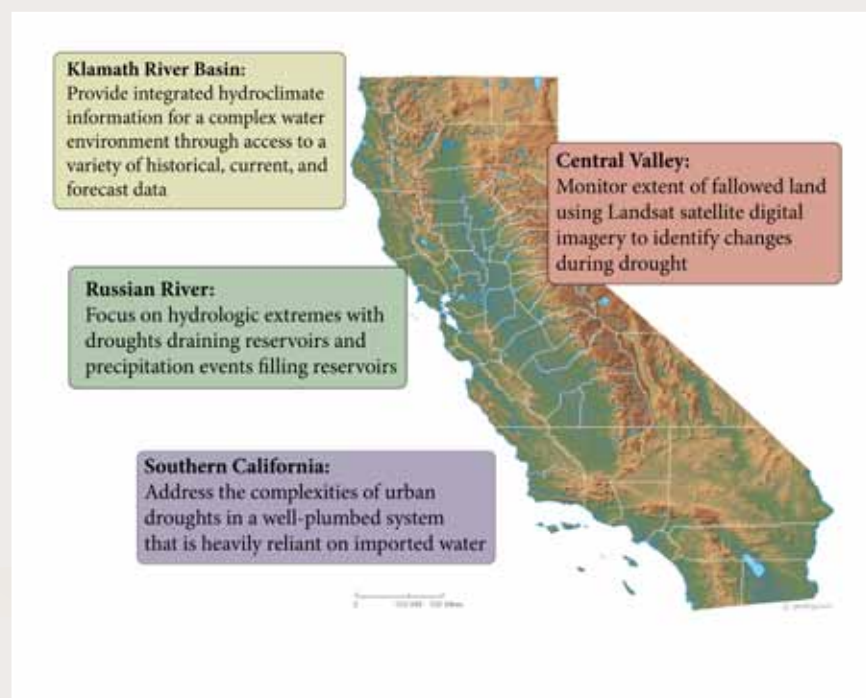 Klamath River Basin:
Provide integrated hydroclimate
information for a complex water
environment through access to a
variety of historical, current, and
forecast data
Central Valley:
Monitor extent of fallowed land
using Landsat satellite digital
imagery to identify changes
during drought
Russian River:
Focus on hydrologic extremes with
droughts draining reservoirs and
precipitation events filling reservoirs
Southern California:
Address the complexities of urban
droughts in a well-plumbed system
that is heavily reliant on imported water
0